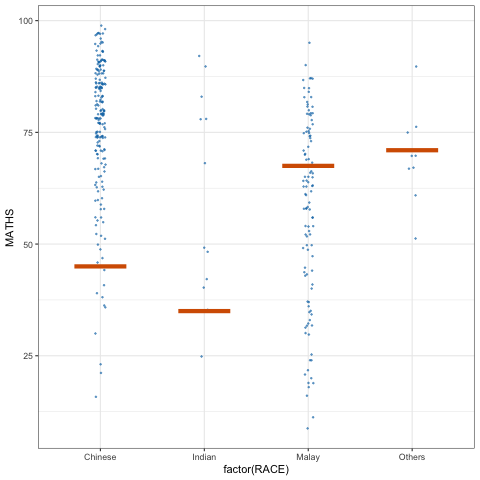 100
75
50
25
MATHS
Chinese
Indian
Malay
Others
factor(RACE)